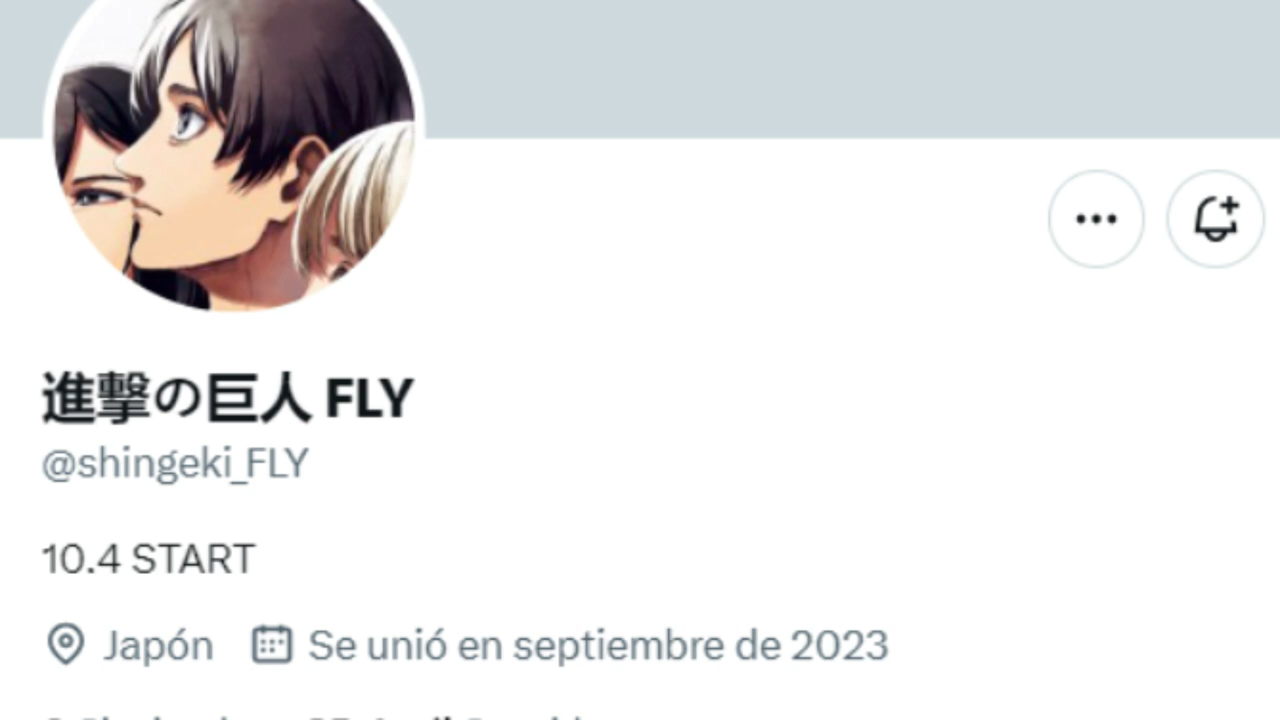 進撃の巨人 FLY
@shingeki_FLY
10.4 START
Japón Se unió en septiembre de 2023